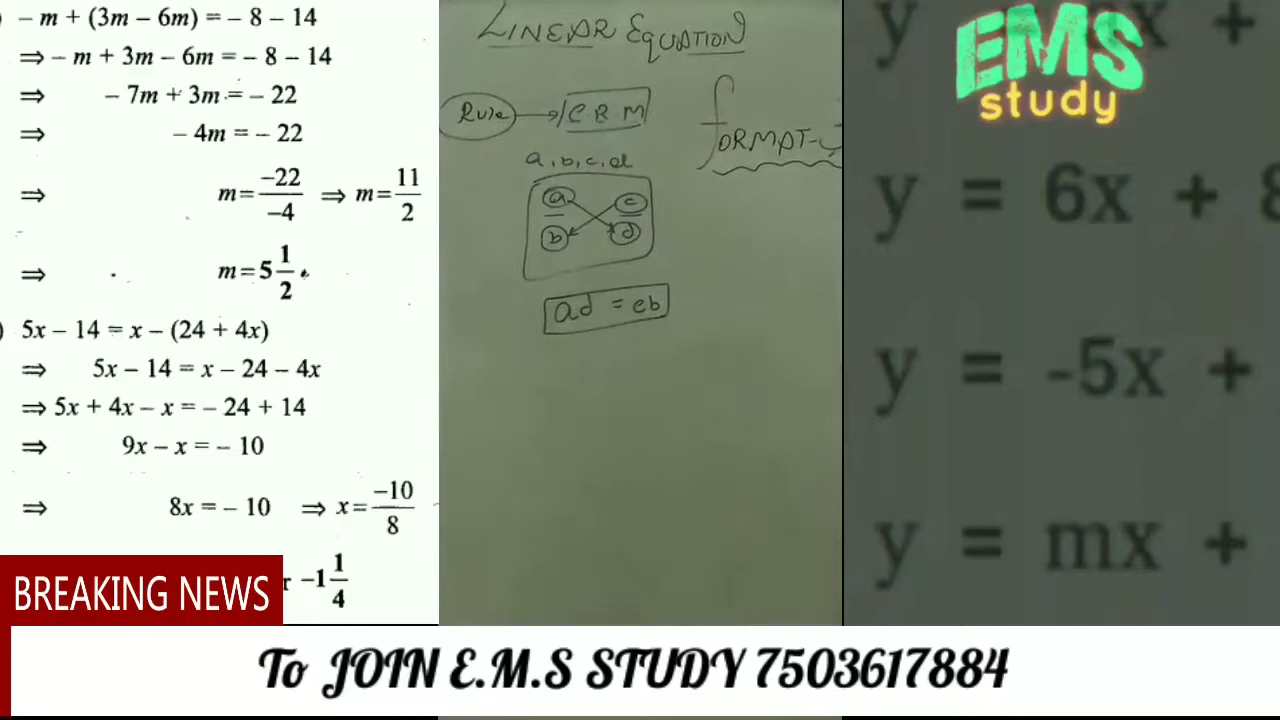 – m + (3m – 6m) = – 8 – 14
⇒ – m + 3m – 6m = – 8 – 14
⇒ – 7m + 3m = – 22
⇒ – 4m = – 22
⇒ m = –22/–4 ⇒ m = 11/2
⇒ m = 5 1/2
) 5x – 14 = x – (24 + 4x)
⇒ 5x – 14 = x – 24 – 4x
⇒ 5x + 4x – x = – 24 + 14
⇒ 9x – x = – 10
⇒ 8x = – 10 ⇒ x = –10/8
–1 1/4
LINEAR EQUATION
Rule → C R M
FORMAT-
a, b, c, d
a c
b d
ad = cb
EMS
study
y = 6x + 8
y = -5x +
y = mx +
BREAKING NEWS
To JOIN E.M.S STUDY 7503617884